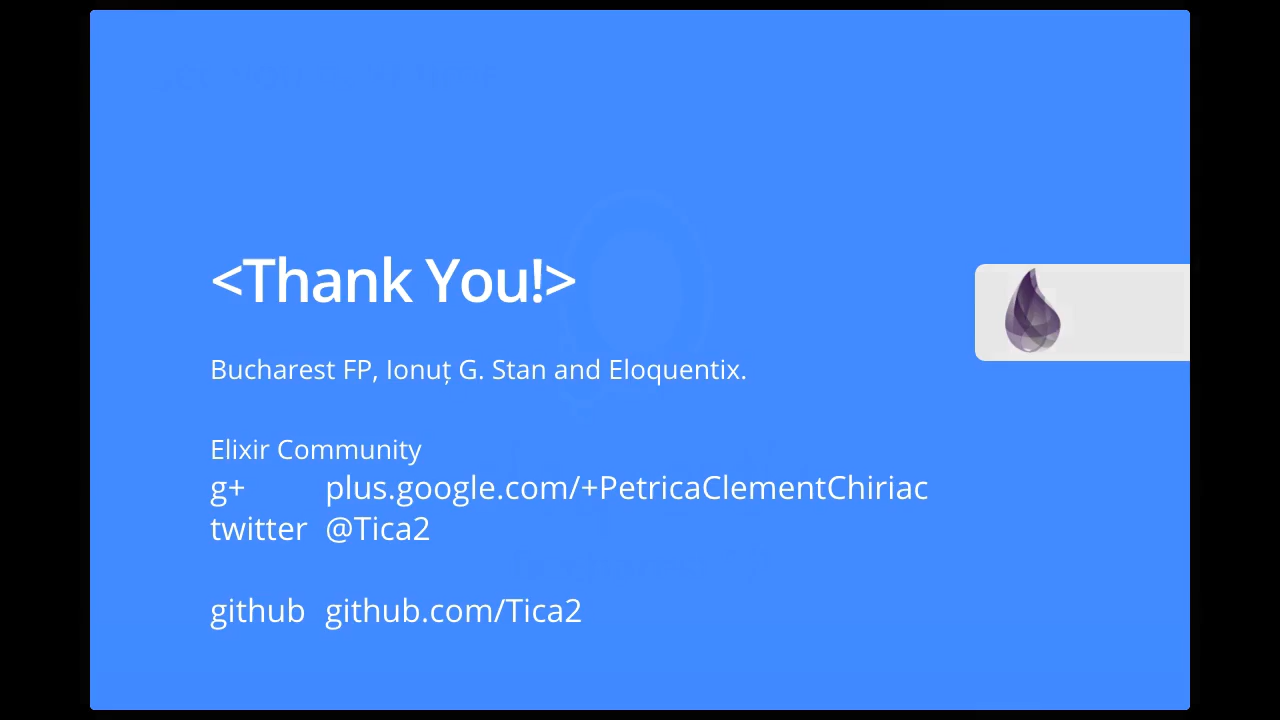 <Thank You!>
Bucharest FP, Ionuț G. Stan and Eloquentix.
Elixir Community
g+ plus.google.com/+PetricaClementChiriac
twitter @Tica2
github github.com/Tica2